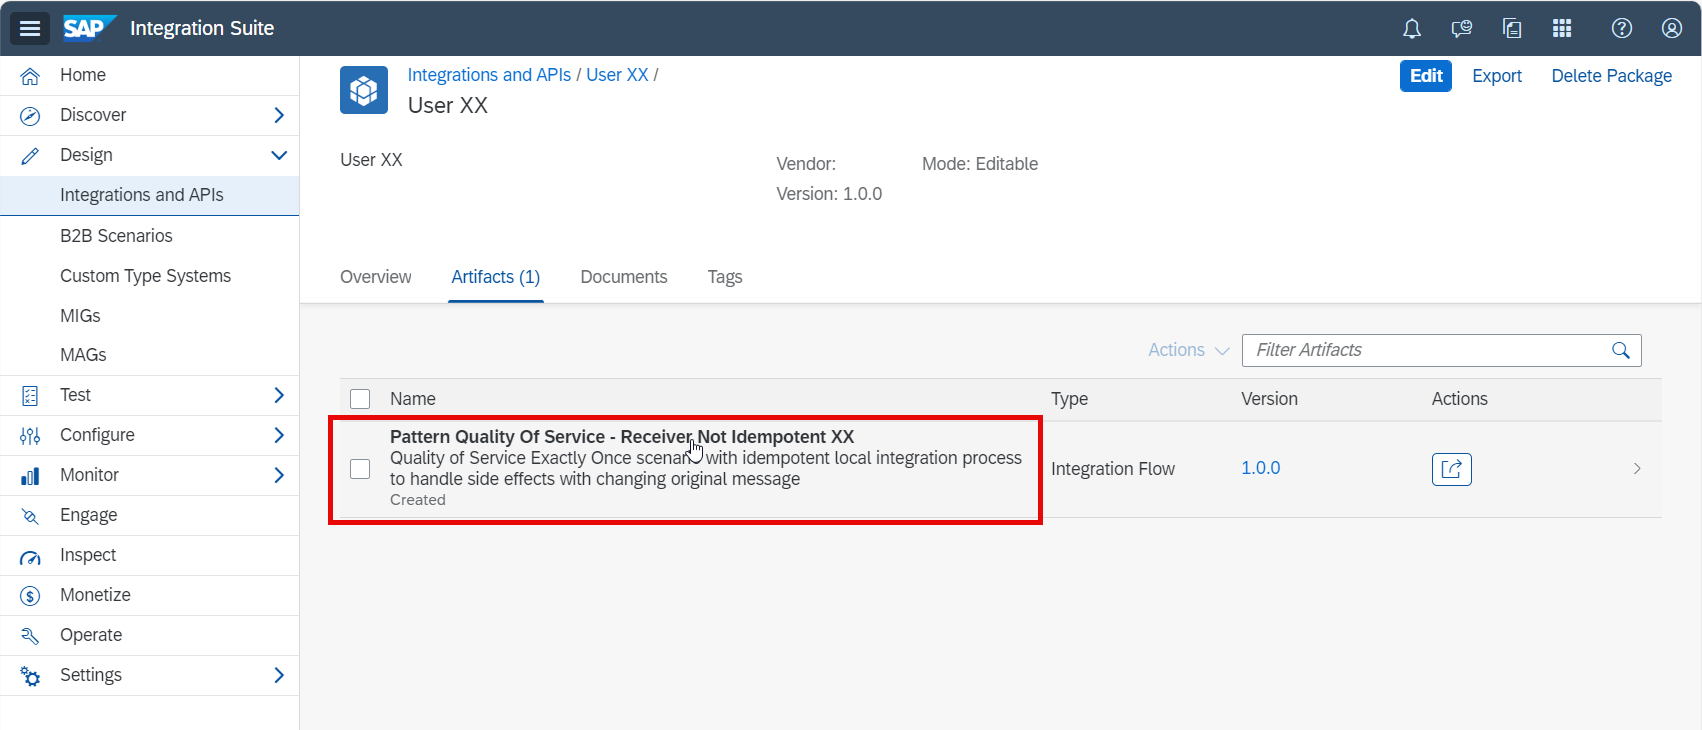 SAP Integration Suite
Home
Discover
Design
Integrations and APIs
B2B Scenarios
Custom Type Systems
MIGs
MAGs
Test
Configure
Monitor
Engage
Inspect
Monetize
Operate
Settings
Integrations and APIs / User XX /
User XX
Edit Export Delete Package
User XX
Vendor: Mode: Editable
Version: 1.0.0
Overview Artifacts (1) Documents Tags
Actions Filter Artifacts
Name Type Version Actions
Pattern Quality Of Service - Receiver Not Idempotent XX
Quality of Service Exactly Once with idempotent local integration process
to handle side effects with changing original message
Created
Integration Flow 1.0.0